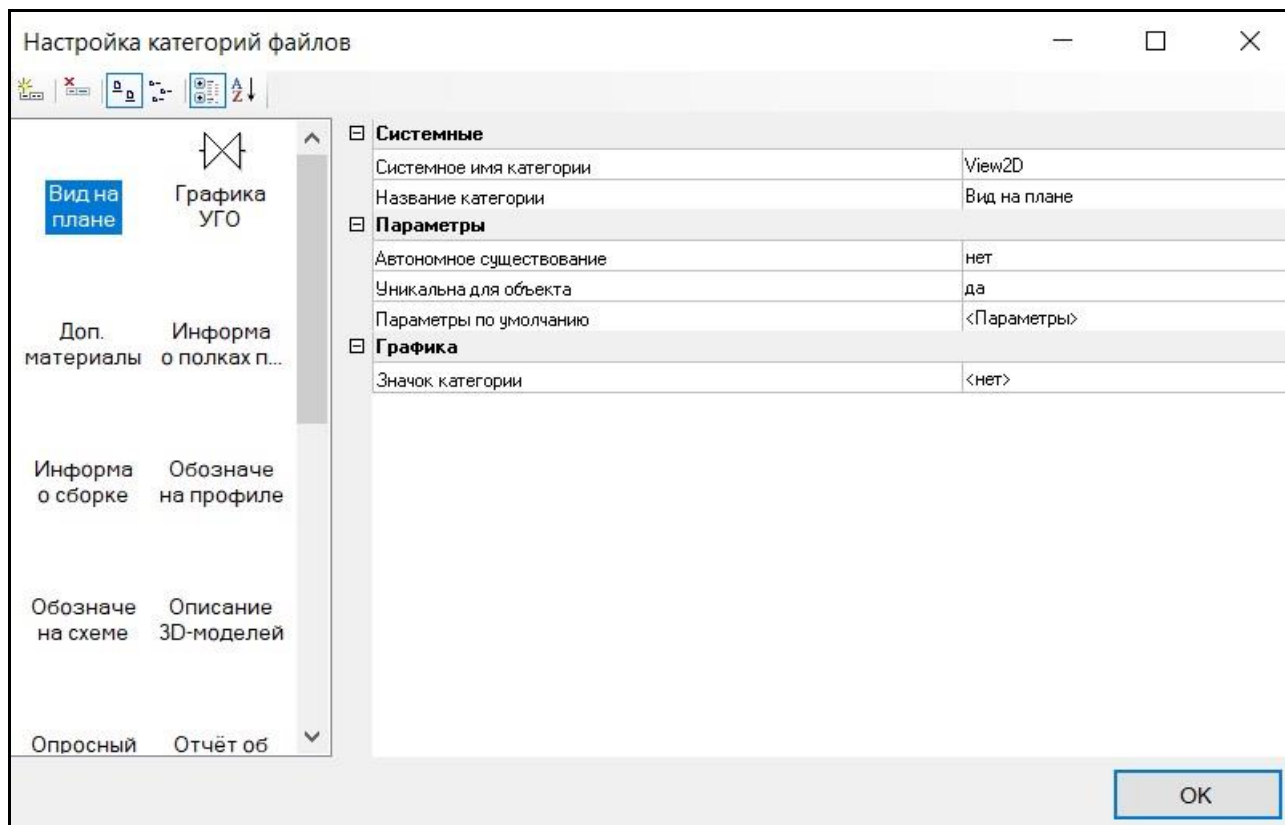 Настройка категорий файлов
Вид на
плане
Графика
УГО
Доп.
материалы
Информа
о полках п...
Информа
о сборке
Обозначе
на профиле
Обозначе
на схеме
Описание
3D-моделей
Опросный
Отчёт об
Системные
Системное имя категории View2D
Название категории Вид на плане
Параметры
Автономное существование нет
Уникальна для объекта да
Параметры по умолчанию <Параметры>
Графика
Значок категории <нет>
OK